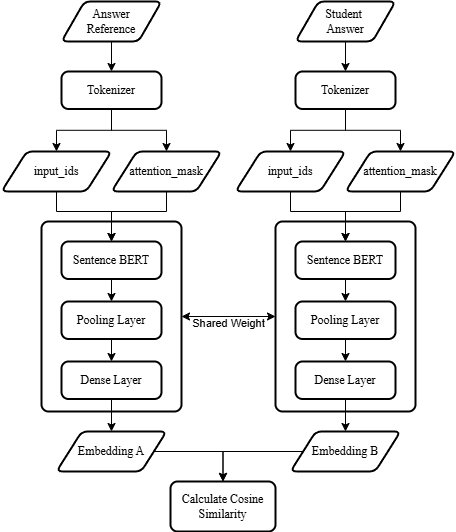 Answer
Reference
Student
Answer
Tokenizer
Tokenizer
input_ids
attention_mask
input_ids
attention_mask
Sentence BERT
Sentence BERT
Pooling Layer
Shared Weight
Pooling Layer
Dense Layer
Dense Layer
Embedding A
Embedding B
Calculate Cosine
Similarity